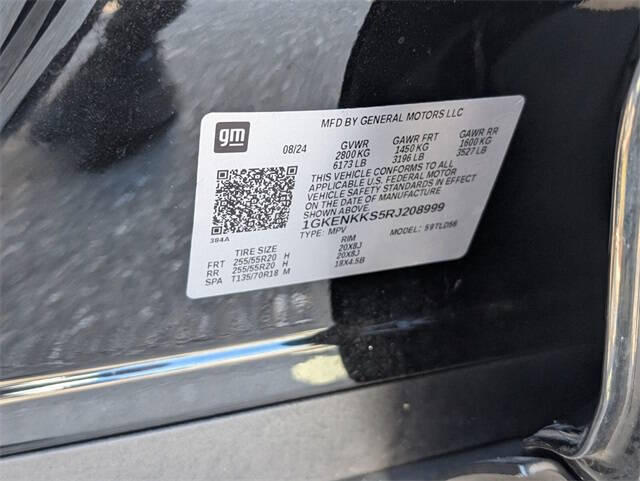 gm
MFD BY GENERAL MOTORS LLC
08/24 GVWR GAWR FRT GAWR RR
2800 KG 1450 KG 1600 KG
6173 LB 3196 LB 3527 LB
THIS VEHICLE CONFORMS TO ALL
APPLICABLE U.S. FEDERAL MOTOR
VEHICLE SAFETY STANDARDS IN EFFECT
ON THE DATE OF MANUFACTURE
SHOWN ABOVE.
1GKENKKS5RJ208999
384A TYPE: MPV MODEL: S9TLD56
TIRE SIZE RIM
FRT 255/55R20 H 20X8J
RR 255/55R20 H 20X8J
SPA T135/70R18 M 18X4.5B